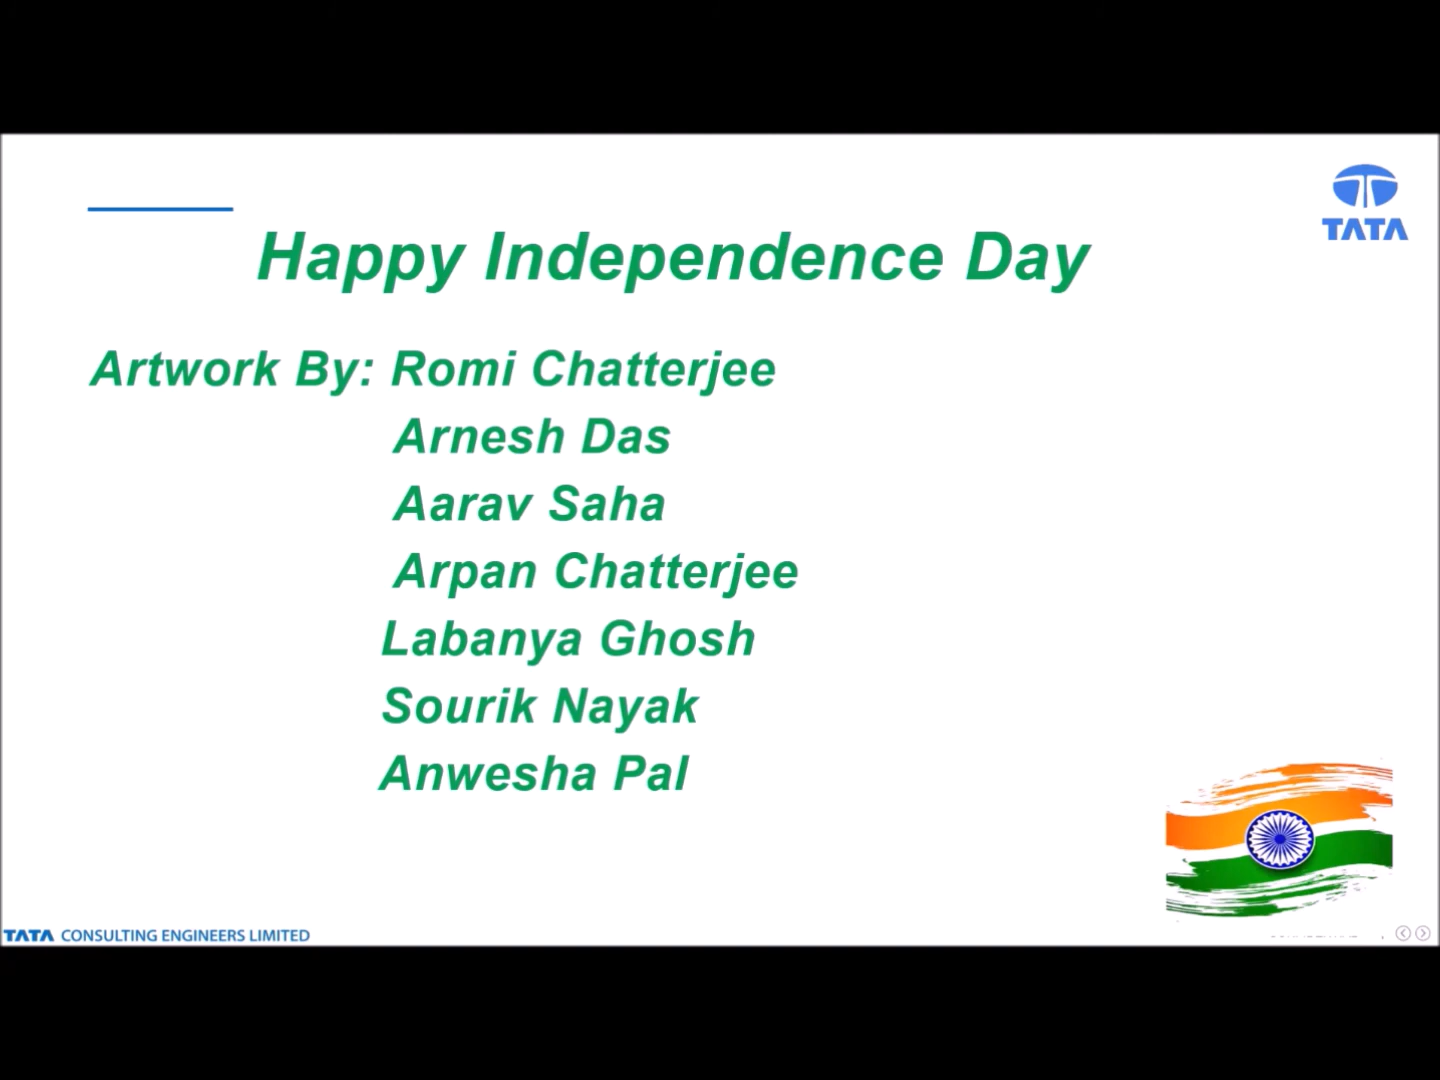 TATA
Happy Independence Day
Artwork By: Romi Chatterjee
Arnesh Das
Aarav Saha
Arpan Chatterjee
Labanya Ghosh
Sourik Nayak
Anwesha Pal
TATA CONSULTING ENGINEERS LIMITED